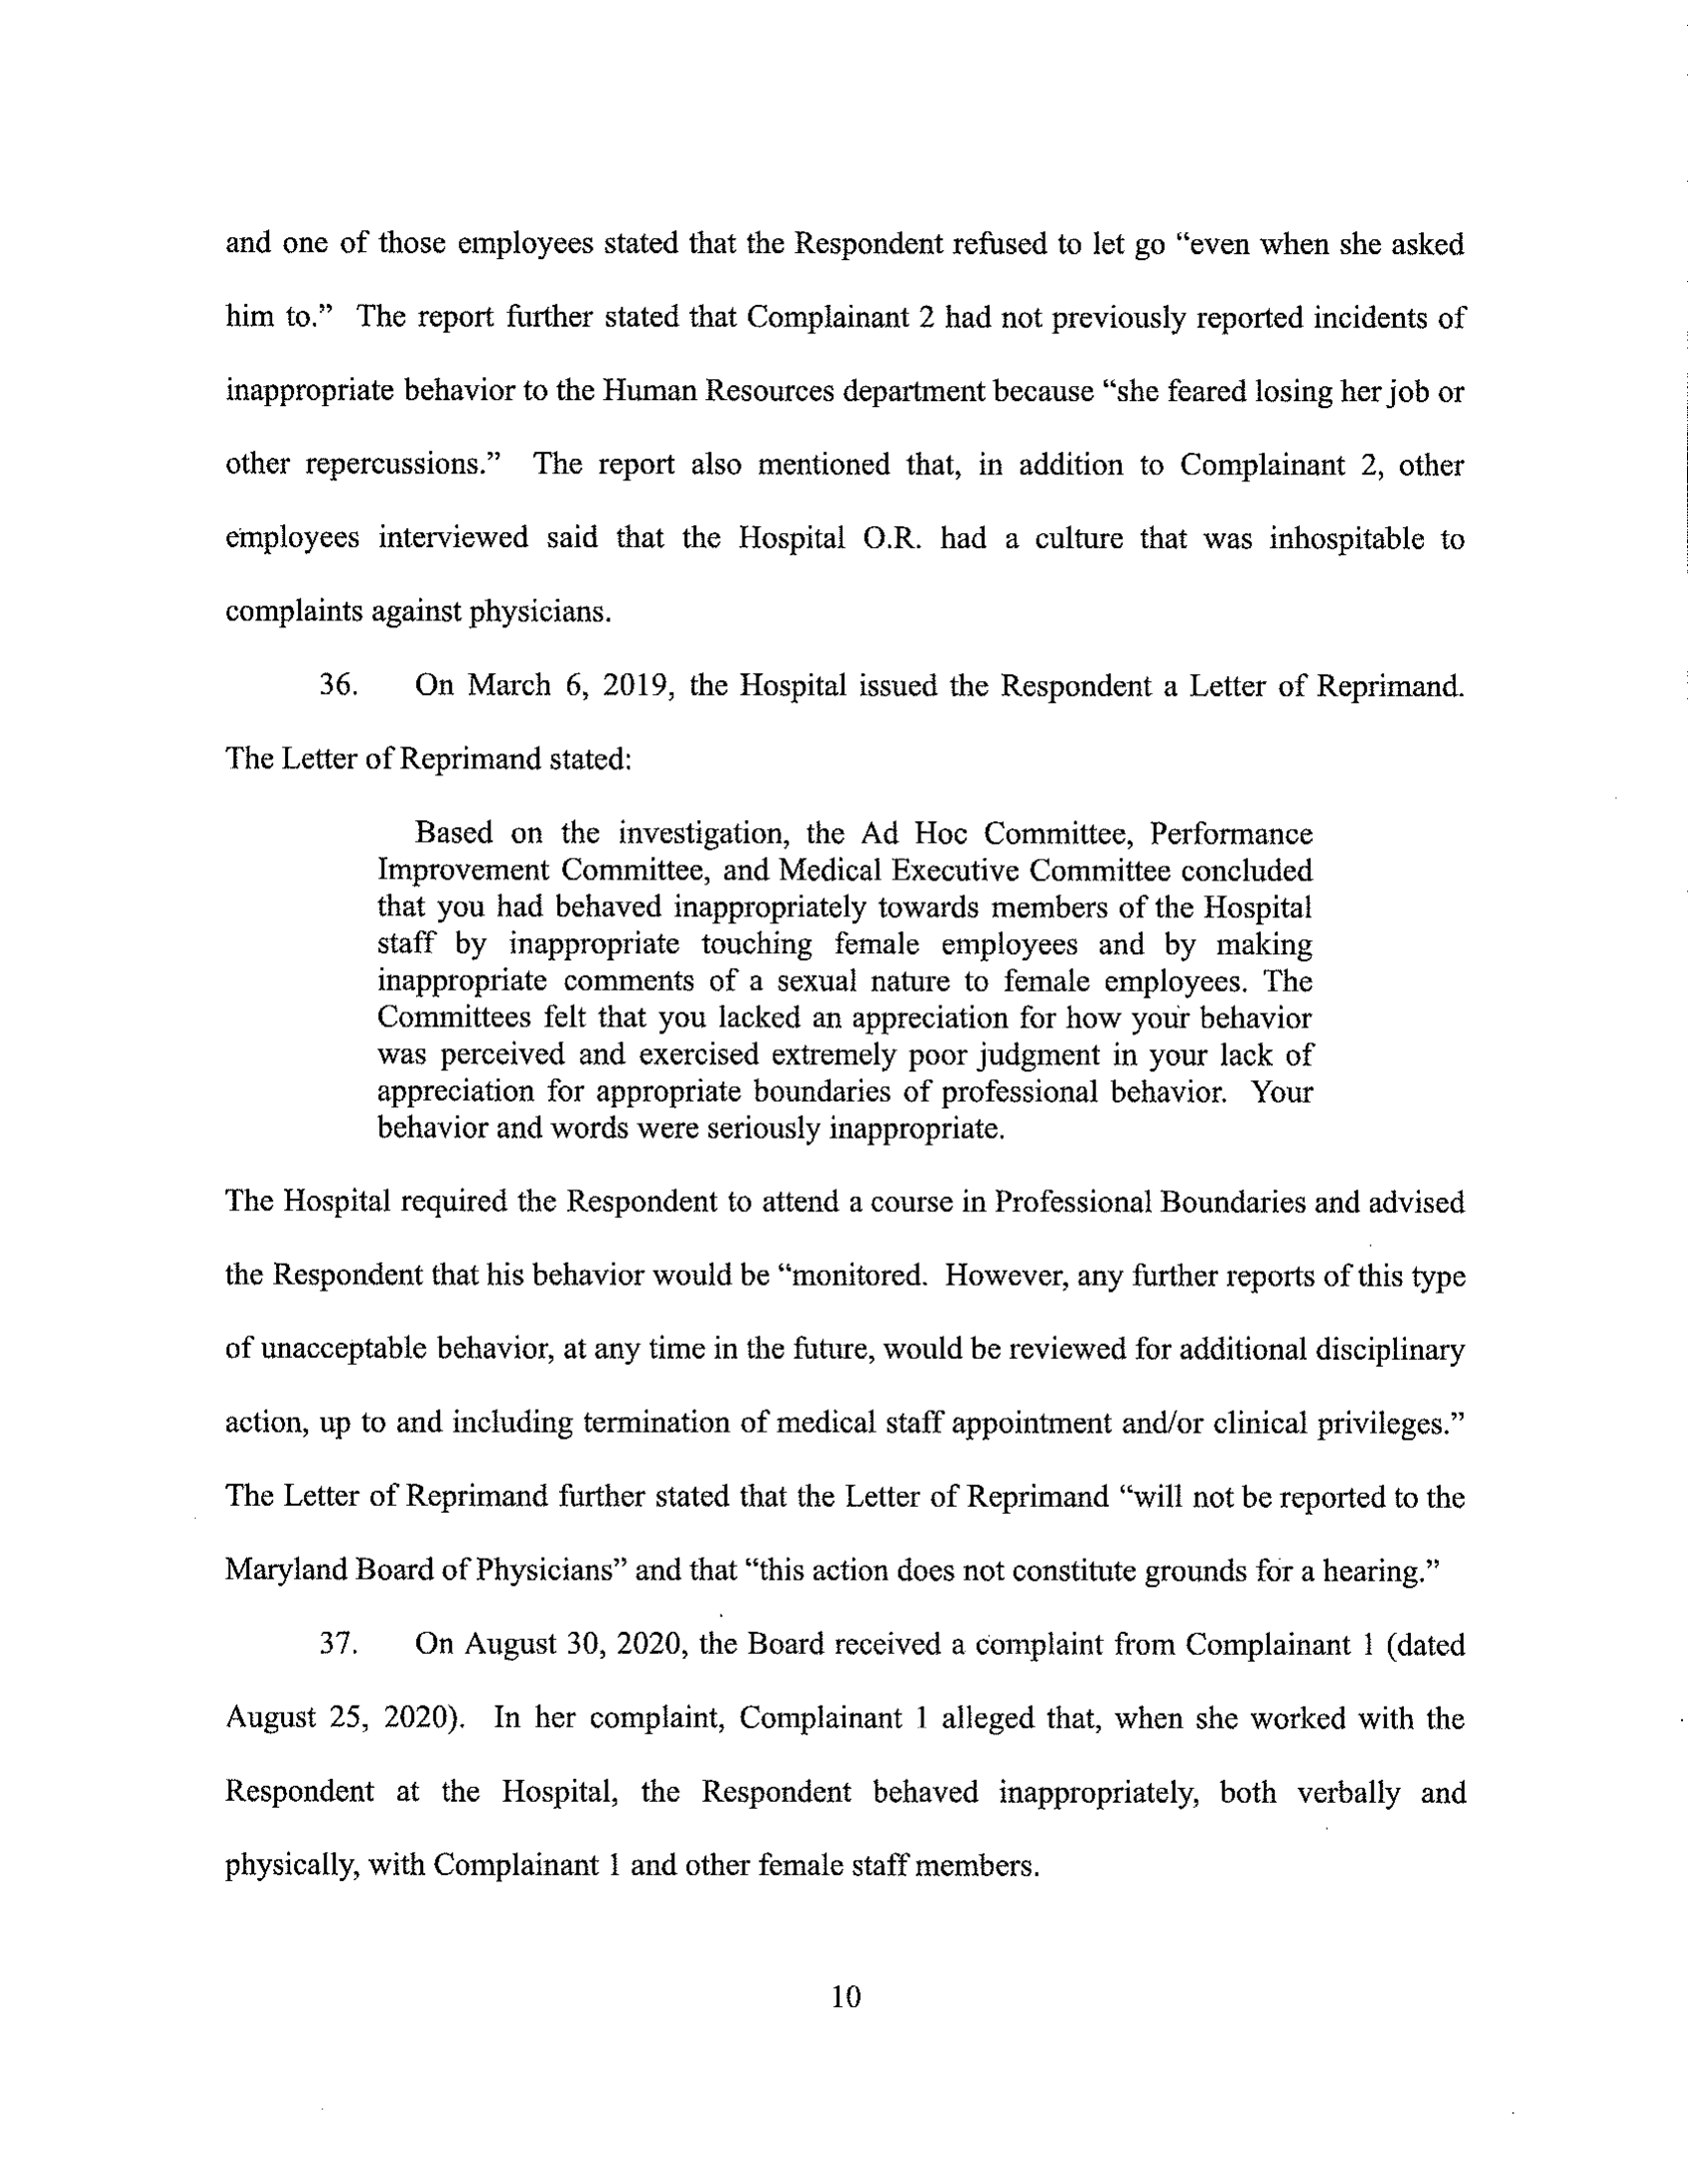 and one of those employees stated that the Respondent refused to let go “even when she asked
him to.” The report further stated that Complainant 2 had not previously reported incidents of
inappropriate behavior to the Human Resources department because “she feared losing her job or
other repercussions.” The report also mentioned that, in addition to Complainant 2, other
employees interviewed said that the Hospital O.R. had a culture that was inhospitable to
complaints against physicians.
36. On March 6, 2019, the Hospital issued the Respondent a Letter of Reprimand.
The Letter of Reprimand stated:
Based on the investigation, the Ad Hoc Committee, Performance
Improvement Committee, and Medical Executive Committee concluded
that you had behaved inappropriately towards members of the Hospital
staff by inappropriate touching female employees and by making
inappropriate comments of a sexual nature to female employees. The
Committees felt that you lacked an appreciation for how your behavior
was perceived and exercised extremely poor judgment in your lack of
appreciation for appropriate boundaries of professional behavior. Your
behavior and words were seriously inappropriate.
The Hospital required the Respondent to attend a course in Professional Boundaries and advised
the Respondent that his behavior would be “monitored. However, any further reports of this type
of unacceptable behavior, at any time in the future, would be reviewed for additional disciplinary
action, up to and including termination of medical staff appointment and/or clinical privileges.”
The Letter of Reprimand further stated that the Letter of Reprimand “will not be reported to the
Maryland Board of Physicians” and that “this action does not constitute grounds for a hearing.”
37. On August 30, 2020, the Board received a complaint from Complainant 1 (dated
August 25, 2020). In her complaint, Complainant 1 alleged that, when she worked with the
Respondent at the Hospital, the Respondent behaved inappropriately, both verbally and
physically, with Complainant 1 and other female staff members.
10